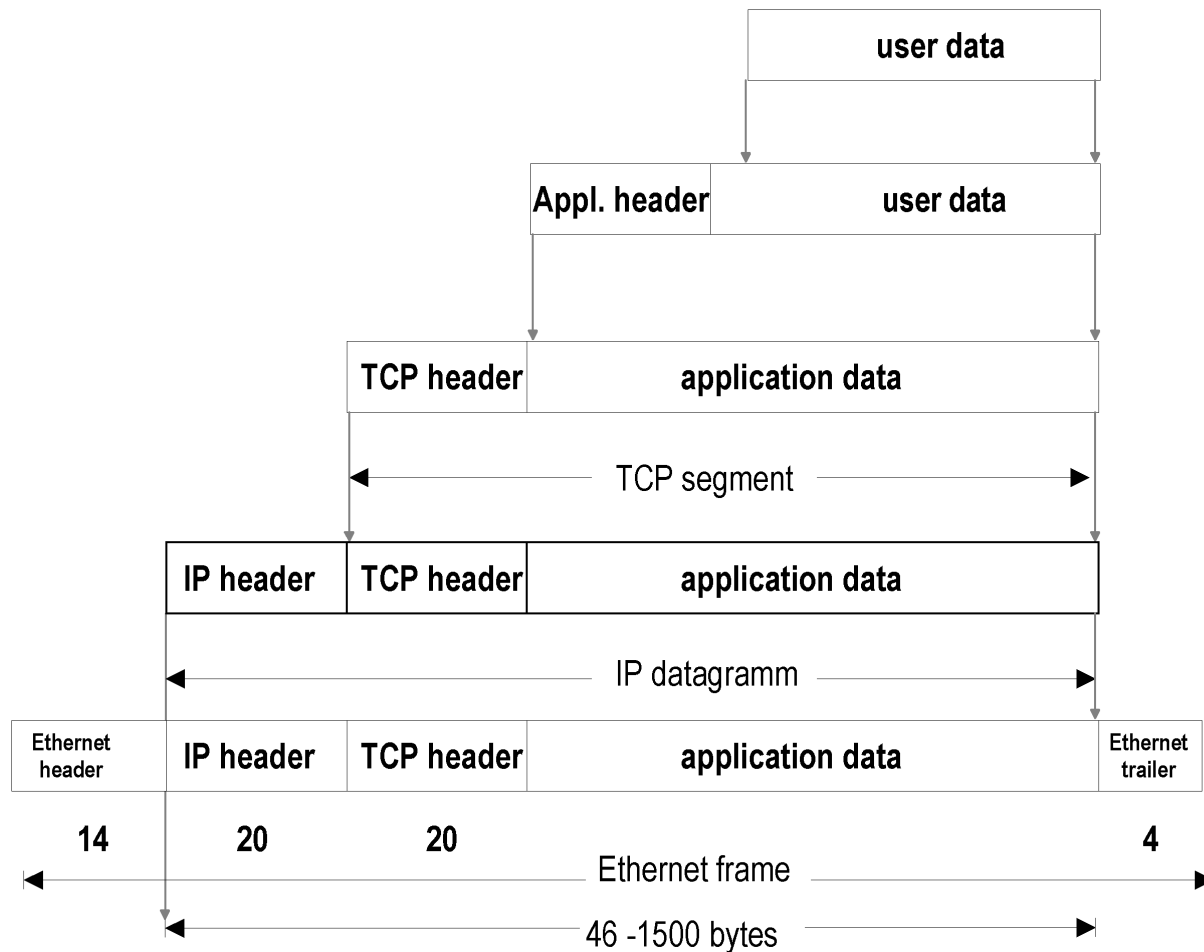 user data
Appl. header user data
TCP header application data
TCP segment
IP header TCP header application data
IP datagramm
Ethernet header IP header TCP header application data Ethernet trailer
14 20 20 4
Ethernet frame
46 -1500 bytes